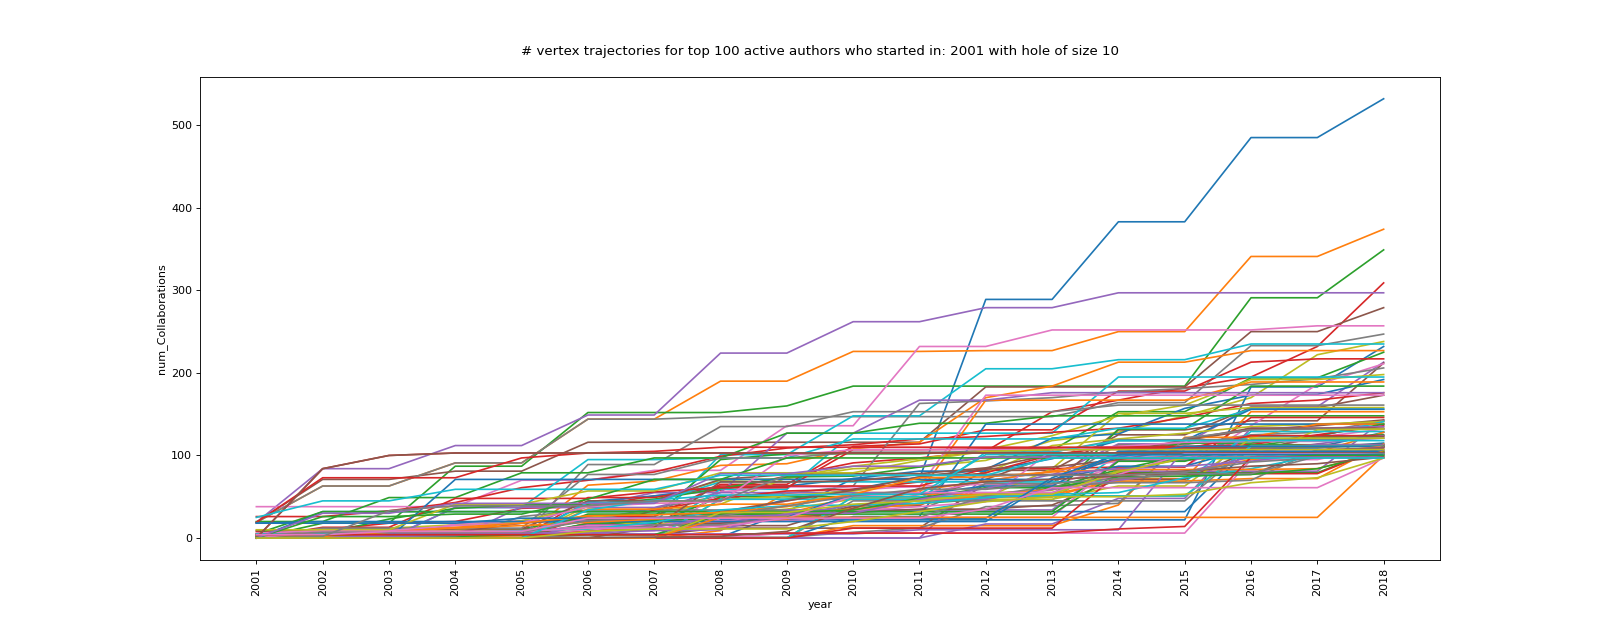 # vertex trajectories for top 100 active authors who started in: 2001 with hole of size 10
num_Collaborations
500
400
300
200
100
0
2001 2002 2003 2004 2005 2006 2007 2008 2009 2010 2011 2012 2013 2014 2015 2016 2017 2018
year